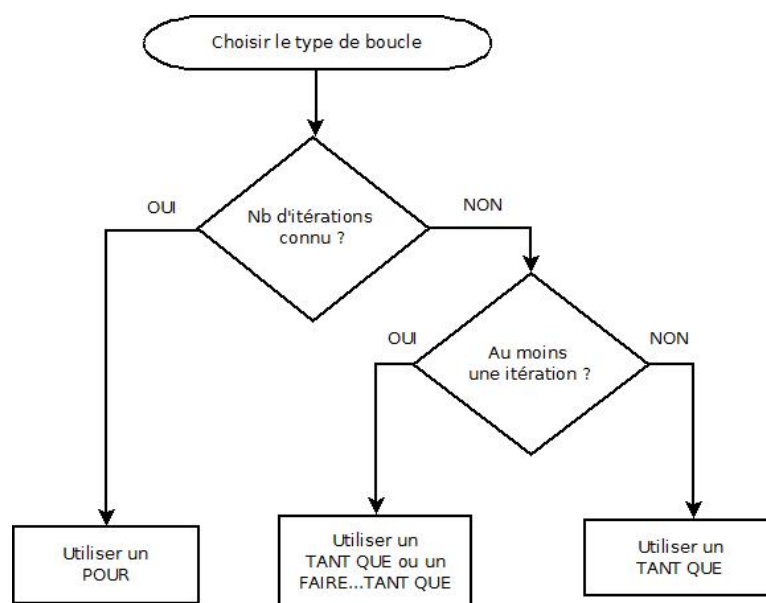 Choisir le type de boucle
OUI
Nb d'itérations
connu ?
NON
OUI
Au moins
une itération ?
NON
Utiliser un
POUR
Utiliser un
TANT QUE ou un
FAIRE...TANT QUE
Utiliser un
TANT QUE